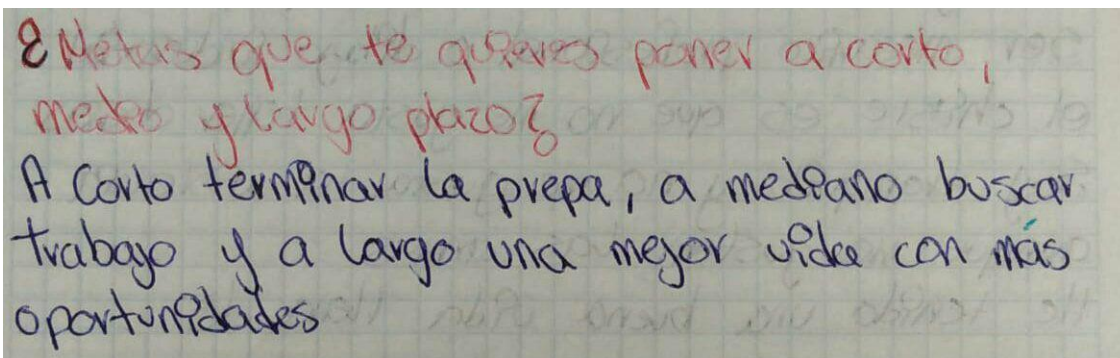 ¿Metas que te quieres poner a corto,
medio y largo plazo?
A Corto terminar la prepa, a mediano buscar
trabajo y a largo una mejor vida con más
oportunidades